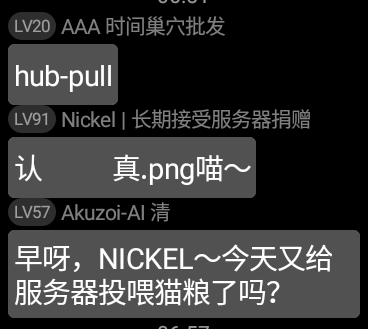 LV20 AAA 时间巢穴批发
hub-pull
LV91 Nickel | 长期接受服务器捐赠
认 真.png喵～
LV57 Akuzoi-AI 清
早呀，NICKEL～今天又给
服务器投喂猫粮了吗？